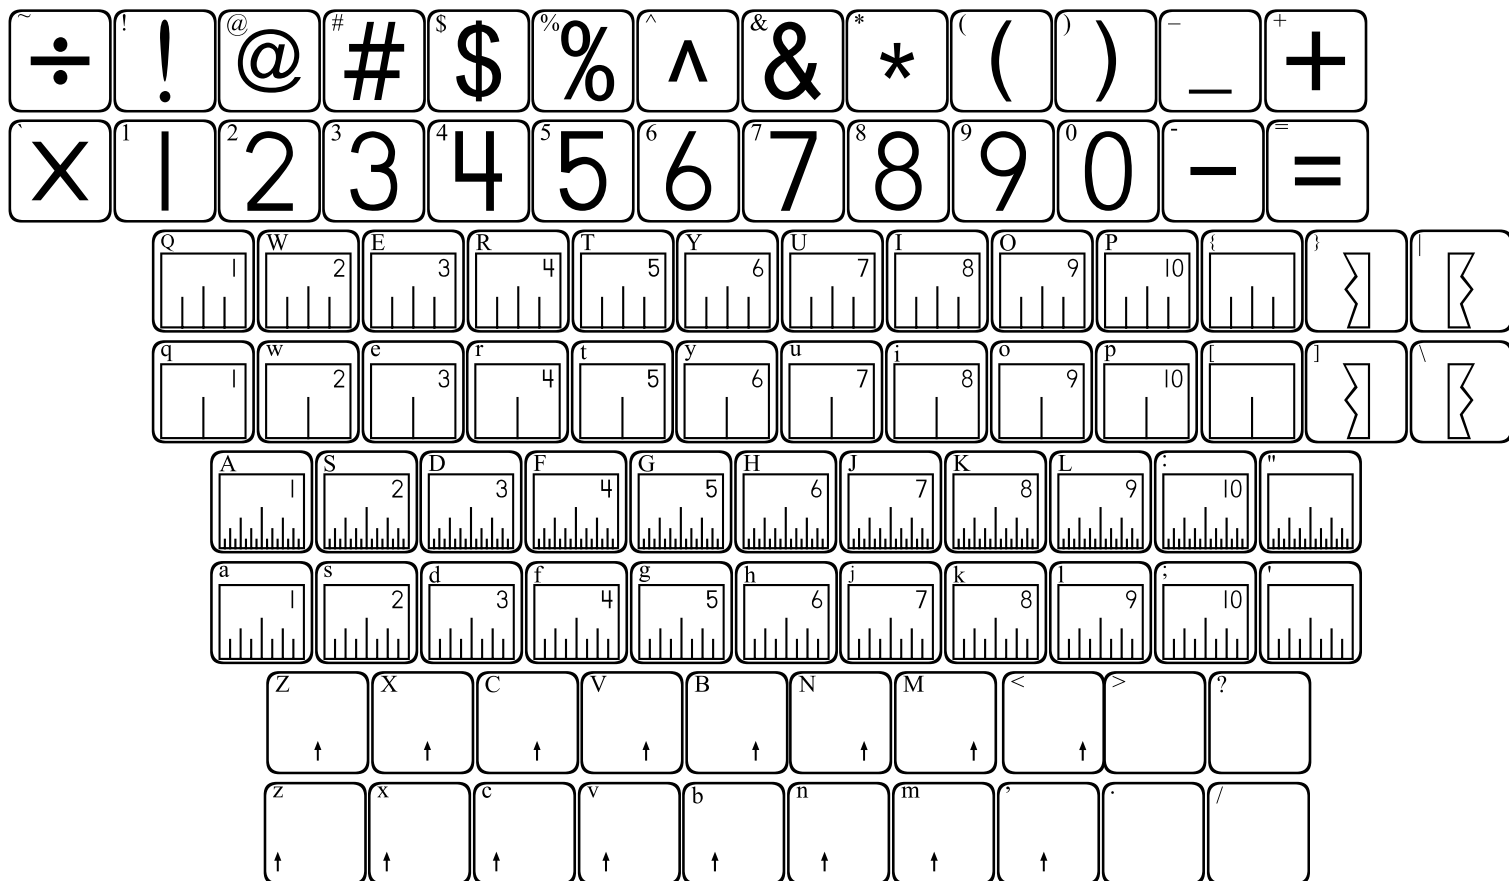 ~ ÷ ! ! @ @ # # $ $ % % ^ ^ & & * * ( ( ) ) _ _ + +
` x 1 1 2 2 3 3 4 4 5 5 6 6 7 7 8 8 9 9 0 0 - - = =
Q 1 W 2 E 3 R 4 T 5 Y 6 U 7 I 8 O 9 P 10 { } |
q 1 w 2 e 3 r 4 t 5 y 6 u 7 i 8 o 9 p 10 [ ] \
A 1 S 2 D 3 F 4 G 5 H 6 J 7 K 8 L 9 : 10 "
a 1 s 2 d 3 f 4 g 5 h 6 j 7 k 8 l 9 ; 10 '
Z ↑ X ↑ C ↑ V ↑ B ↑ N ↑ M ↑ < ↑ > ?
z ↑ x ↑ c ↑ v ↑ b ↑ n ↑ m ↑ , ↑ . /